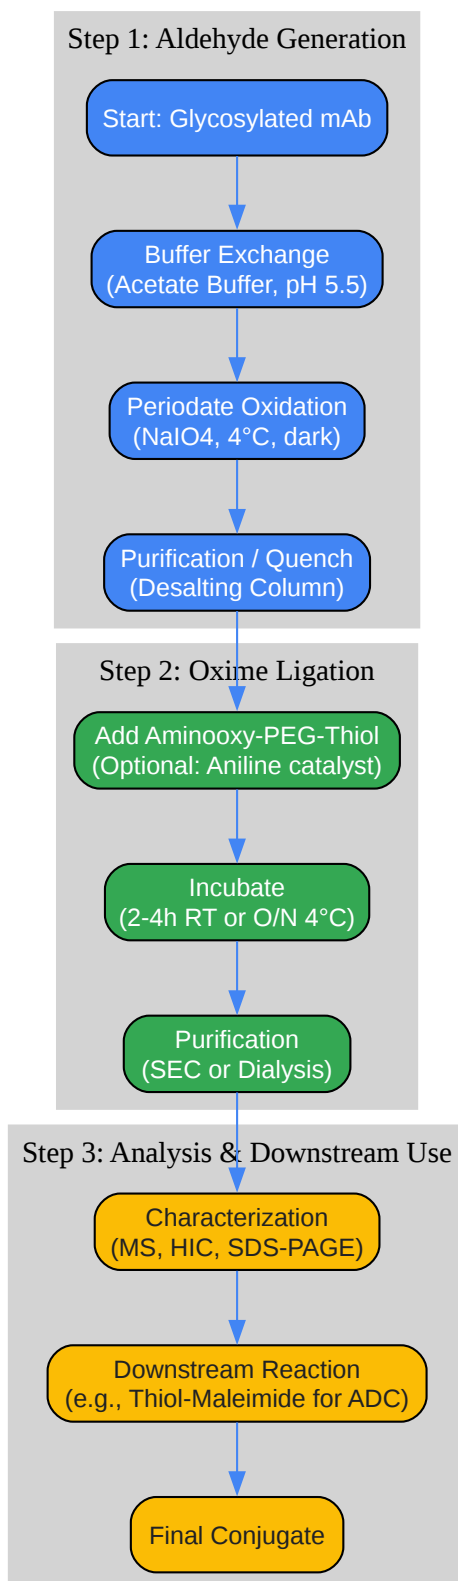 Step 1: Aldehyde Generation
Start: Glycosylated mAb
Buffer Exchange
(Acetate Buffer, pH 5.5)
Periodate Oxidation
(NaIO4, 4°C, dark)
Purification / Quench
(Desalting Column)
Step 2: Oxime Ligation
Add Aminooxy-PEG-Thiol
(Optional: Aniline catalyst)
Incubate
(2-4h RT or O/N 4°C)
Purification
(SEC or Dialysis)
Step 3: Analysis & Downstream Use
Characterization
(MS, HIC, SDS-PAGE)
Downstream Reaction
(e.g., Thiol-Maleimide for ADC)
Final Conjugate